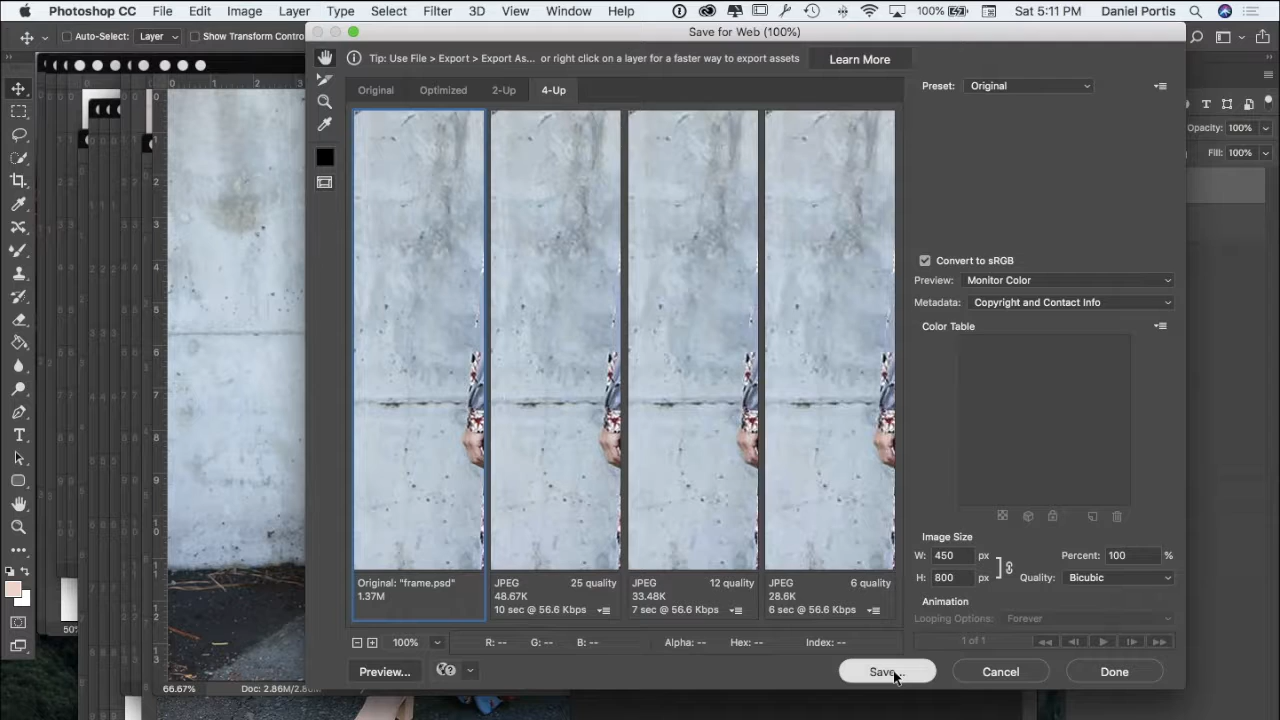 Photoshop CC File Edit Image Layer Type Select Filter 3D View Window Help 100% Sat 5:11 PM Daniel Portis
Save for Web (100%)
Auto-Select: Layer Show Transform Contro
Tip: Use File > Export > Export As... or right click on a layer for a faster way to export assets Learn More
Original Optimized 2-Up 4-Up
Preset: Original
Opacity: 100%
Fill: 100%
Convert to sRGB
Preview: Monitor Color
Metadata: Copyright and Contact Info
Color Table
Image Size
W: 450 px Percent: 100 %
H: 800 px Quality: Bicubic
Animation
Looping Options: Forever
1 of 1
Original: "frame.psd"
1.37M
JPEG 25 quality
48.67K
10 sec @ 56.6 Kbps
JPEG 12 quality
33.48K
7 sec @ 56.6 Kbps
JPEG 6 quality
28.6K
6 sec @ 56.6 Kbps
100% R: -- G: -- B: -- Alpha: -- Hex: -- Index: --
Preview... Save... Cancel Done
50%
66.67% Doc: 2.86M/2.8